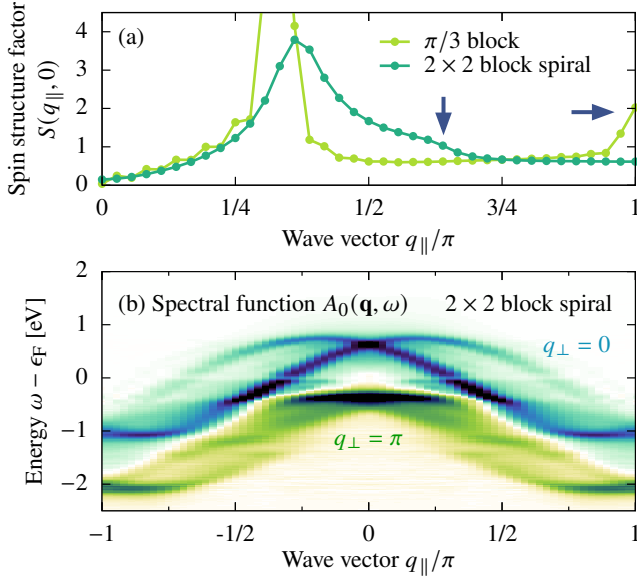 (a)
π/3 block
2 × 2 block spiral
Spin structure factor
S(q∥, 0)
4
3
2
1
0
0 1/4 1/2 3/4 1
Wave vector q∥/π
(b) Spectral function A₀(q, ω) 2 × 2 block spiral
q⊥ = 0
q⊥ = π
Energy ω − ϵF [eV]
2
1
0
−1
−2
−1 -1/2 0 1/2 1
Wave vector q∥/π